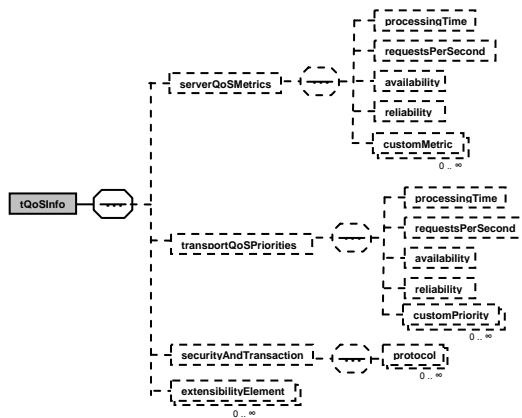 processingTime
requestsPerSecond
serverQoSMetrics
availability
reliability
customMetric
0 .. ∞
tQoSInfo
processingTime
requestsPerSecond
transportQoSPriorities
availability
reliability
customPriority
0 .. ∞
securityAndTransaction
protocol
0 .. ∞
extensibilityElement
0 .. ∞